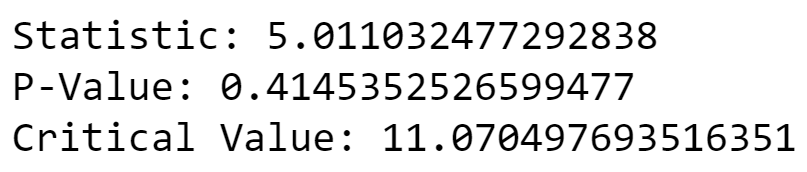 Statistic: 5.011032477292838
P-Value: 0.4145352526599477
Critical Value: 11.070497693516351